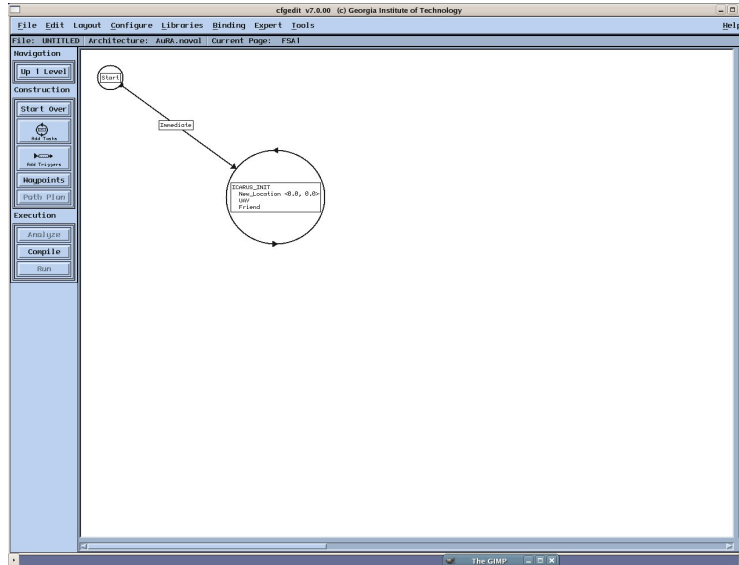 cfgedit v7.0.00 (c) Georgia Institute of Technology
File Edit Layout Configure Libraries Binding Expert Tools Help
File: UNTITLED Architecture: AuRA.naval Current Page: FSA1
Navigation
Up 1 Level
Construction
Start Over
Add Tasks
Add Triggers
Waypoints
Path Plan
Execution
Analyze
Compile
Run
Start
Immediate
ICARUS_INIT
New_Location <0.0, 0.0>
UAV
Friend
The GIMP